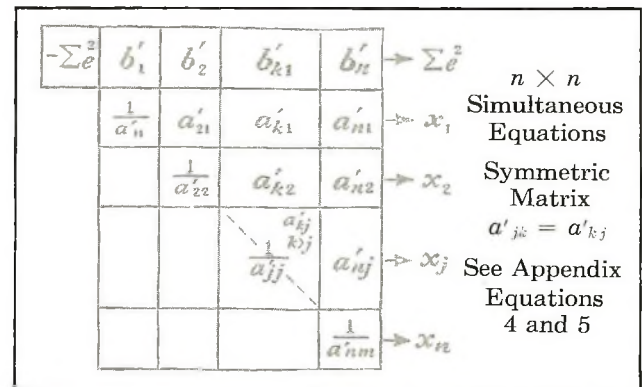 -Σe² b′₁ b′₂ b′ₖ₁ b′ₙ → Σe²
1/a′₁₁ a′₂₁ a′ₖ₁ a′ₙ₁ → x₁
1/a′₂₂ a′ₖ₂ a′ₙ₂ → x₂
a′ₖⱼ
k>j
1/a′ⱼⱼ a′ₙⱼ → xⱼ
1/a′ₙₘ → xₙ
n × n
Simultaneous
Equations
Symmetric
Matrix
a′ⱼₖ = a′ₖⱼ
See Appendix
Equations
4 and 5